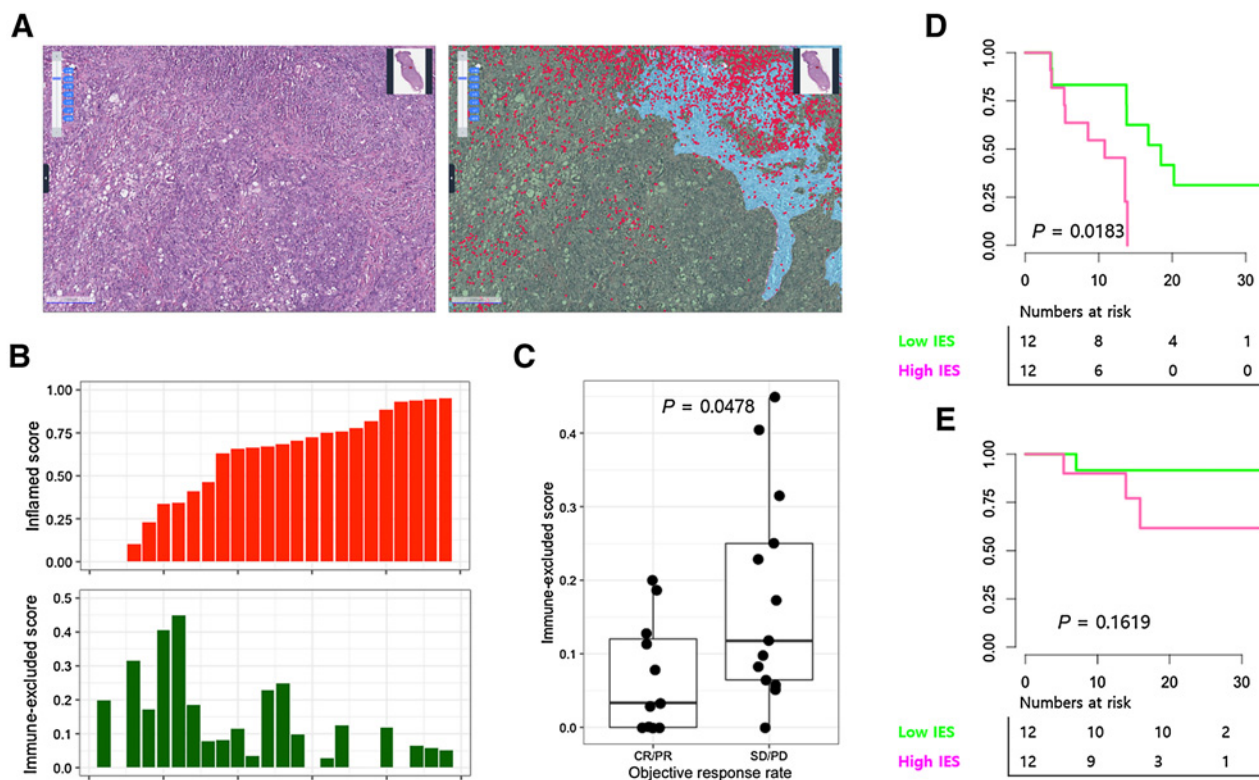 A
B
Inflamed score
1.00
0.75
0.50
0.25
0.00
Immune-excluded score
0.5
0.4
0.3
0.2
0.1
0.0
C
P = 0.0478
Immune-excluded score
0.4
0.3
0.2
0.1
0.0
CR/PR
SD/PD
Objective response rate
D
1.00
0.75
0.50
0.25
0.00
P = 0.0183
0
10
20
30
Numbers at risk
Low IES 12 8 4 1
High IES 12 6 0 0
E
1.00
0.75
0.50
0.25
0.00
P = 0.1619
0
10
20
30
Numbers at risk
Low IES 12 10 10 2
High IES 12 9 3 1